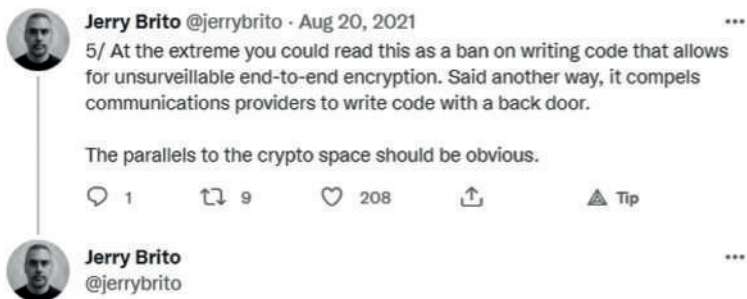 Jerry Brito @jerrybrito · Aug 20, 2021
5/ At the extreme you could read this as a ban on writing code that allows
for unsurveillable end-to-end encryption. Said another way, it compels
communications providers to write code with a back door.
The parallels to the crypto space should be obvious.
1 9 208 Tip
Jerry Brito
@jerrybrito